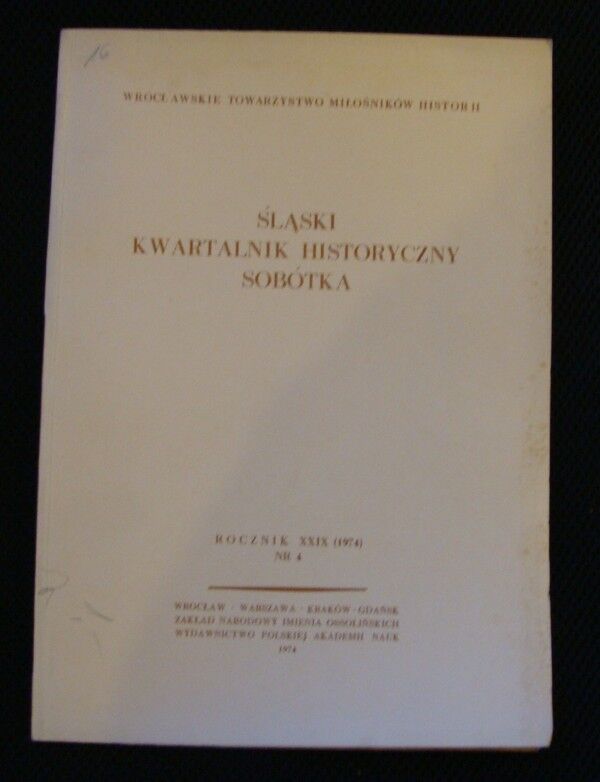 16
WROCŁAWSKIE TOWARZYSTWO MIŁOŚNIKÓW HISTORII
ŚLĄSKI
KWARTALNIK HISTORYCZNY
SOBÓTKA
ROCZNIK XXIX (1974)
NR 4
WROCŁAW · WARSZAWA · KRAKÓW · GDAŃSK
ZAKŁAD NARODOWY IMIENIA OSSOLIŃSKICH
WYDAWNICTWO POLSKIEJ AKADEMII NAUK
1974